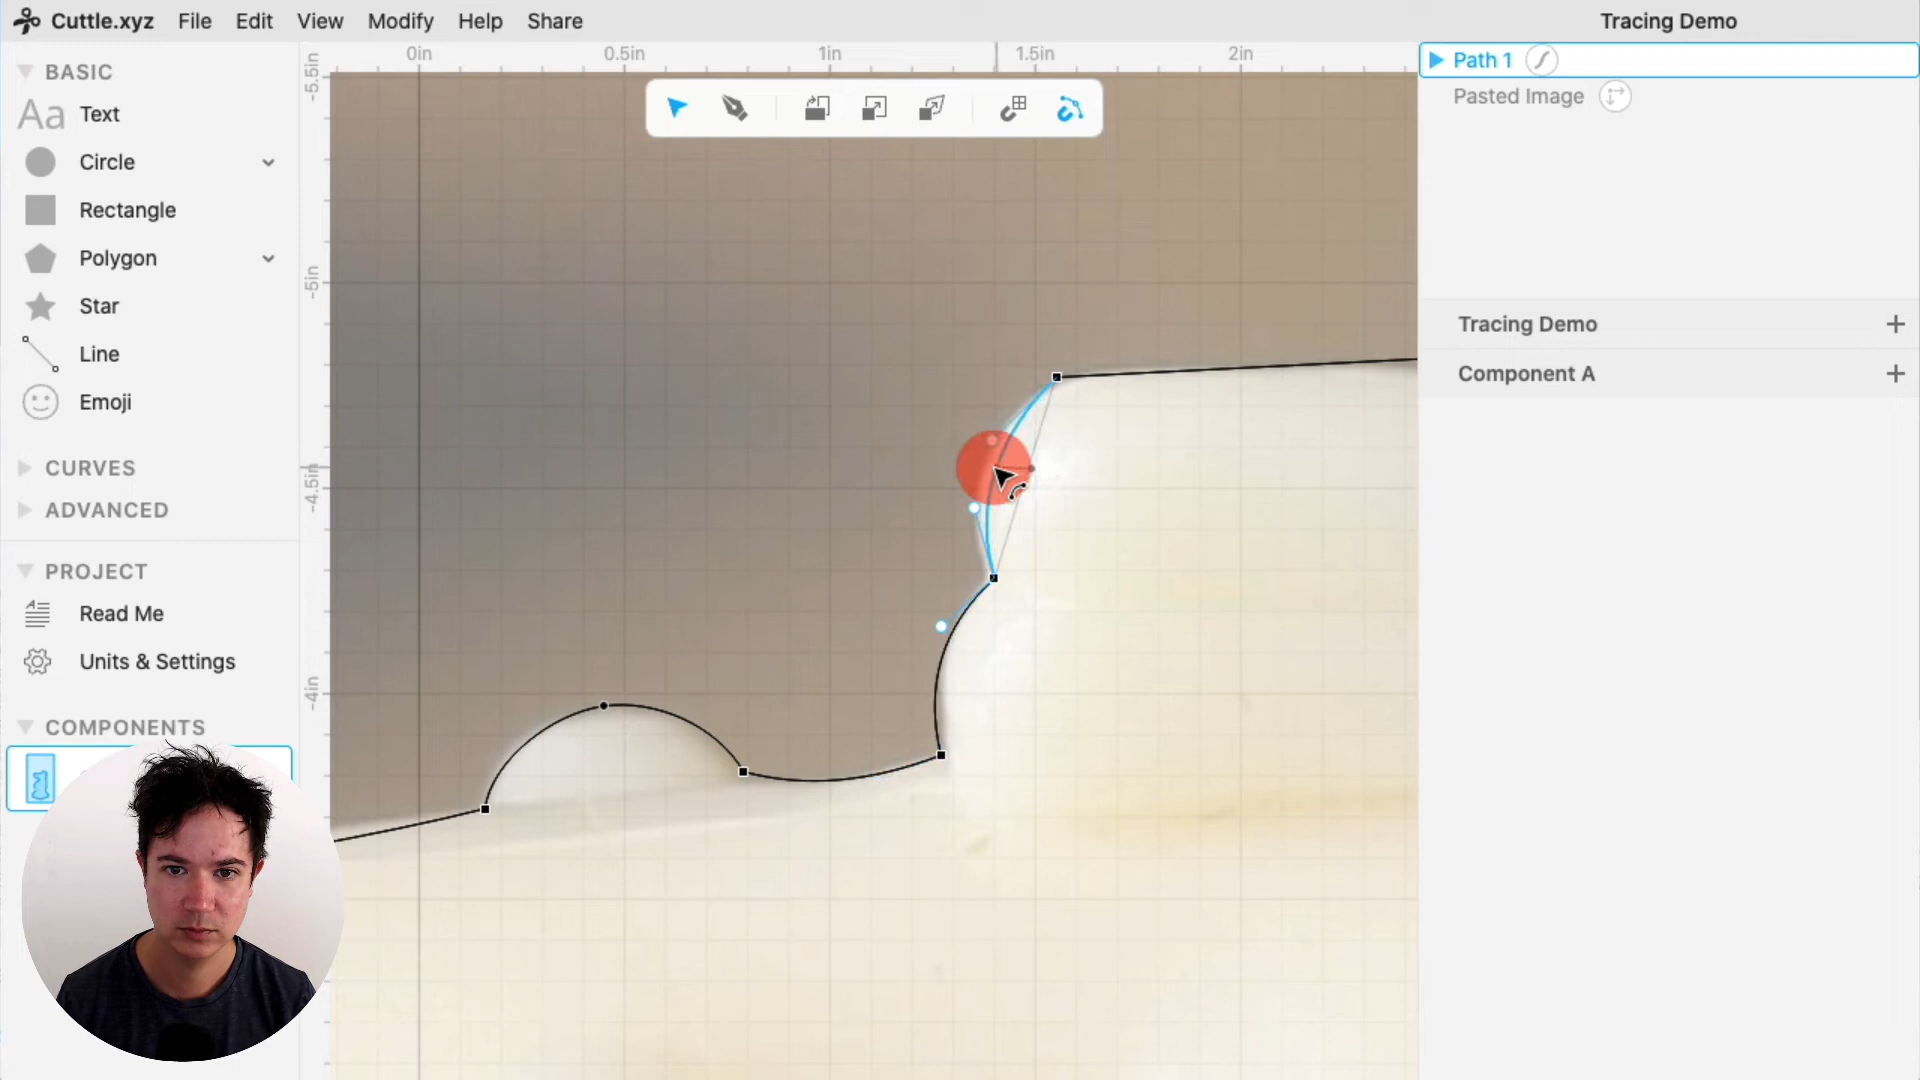 Cuttle.xyz File Edit View Modify Help Share
Tracing Demo
0in 0.5in 1in 1.5in 2in
-5.5in
-5in
-4.5in
-4in
BASIC
Aa Text
Circle
Rectangle
Polygon
Star
Line
Emoji
CURVES
ADVANCED
PROJECT
Read Me
Units & Settings
COMPONENTS
Path 1
Pasted Image
Tracing Demo
Component A